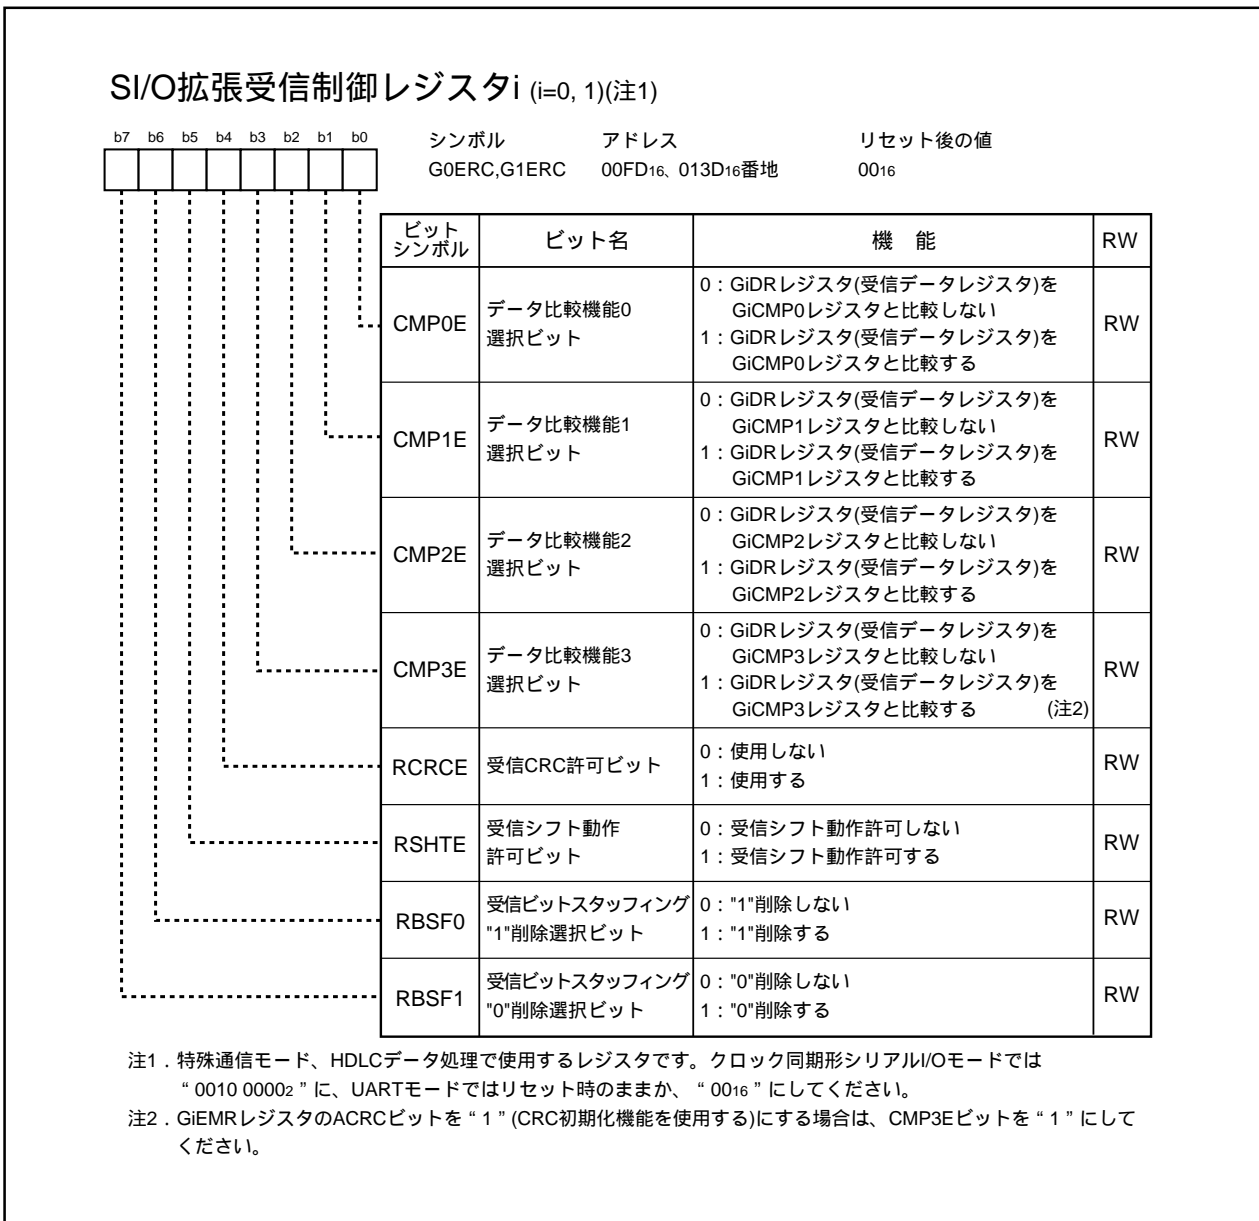 SI/O拡張受信制御レジスタi (i=0, 1)(注1)
b7 b6 b5 b4 b3 b2 b1 b0
シンボル アドレス リセット後の値
G0ERC,G1ERC 00FD16、013D16番地 0016
ビット
シンボル
ビット名 機 能 RW
CMP0E
データ比較機能0
選択ビット
0：GiDRレジスタ(受信データレジスタ)を
GiCMP0レジスタと比較しない
1：GiDRレジスタ(受信データレジスタ)を
GiCMP0レジスタと比較する
RW
CMP1E
データ比較機能1
選択ビット
0：GiDRレジスタ(受信データレジスタ)を
GiCMP1レジスタと比較しない
1：GiDRレジスタ(受信データレジスタ)を
GiCMP1レジスタと比較する
RW
CMP2E
データ比較機能2
選択ビット
0：GiDRレジスタ(受信データレジスタ)を
GiCMP2レジスタと比較しない
1：GiDRレジスタ(受信データレジスタ)を
GiCMP2レジスタと比較する
RW
CMP3E
データ比較機能3
選択ビット
0：GiDRレジスタ(受信データレジスタ)を
GiCMP3レジスタと比較しない
1：GiDRレジスタ(受信データレジスタ)を
GiCMP3レジスタと比較する (注2)
RW
RCRCE
受信CRC許可ビット
0：使用しない
1：使用する
RW
RSHTE
受信シフト動作
許可ビット
0：受信シフト動作許可しない
1：受信シフト動作許可する
RW
RBSF0
受信ビットスタッフィング
"1"削除選択ビット
0："1"削除しない
1："1"削除する
RW
RBSF1
受信ビットスタッフィング
"0"削除選択ビット
0："0"削除しない
1："0"削除する
RW
注1．特殊通信モード、HDLCデータ処理で使用するレジスタです。クロック同期形シリアルI/Oモードでは
“ 0010 00002 ” に、UARTモードではリセット時のままか、 “ 0016 ” にしてください。
注2．GiEMRレジスタのACRCビットを “ 1 ” (CRC初期化機能を使用する)にする場合は、CMP3Eビットを “ 1 ” にして
ください。